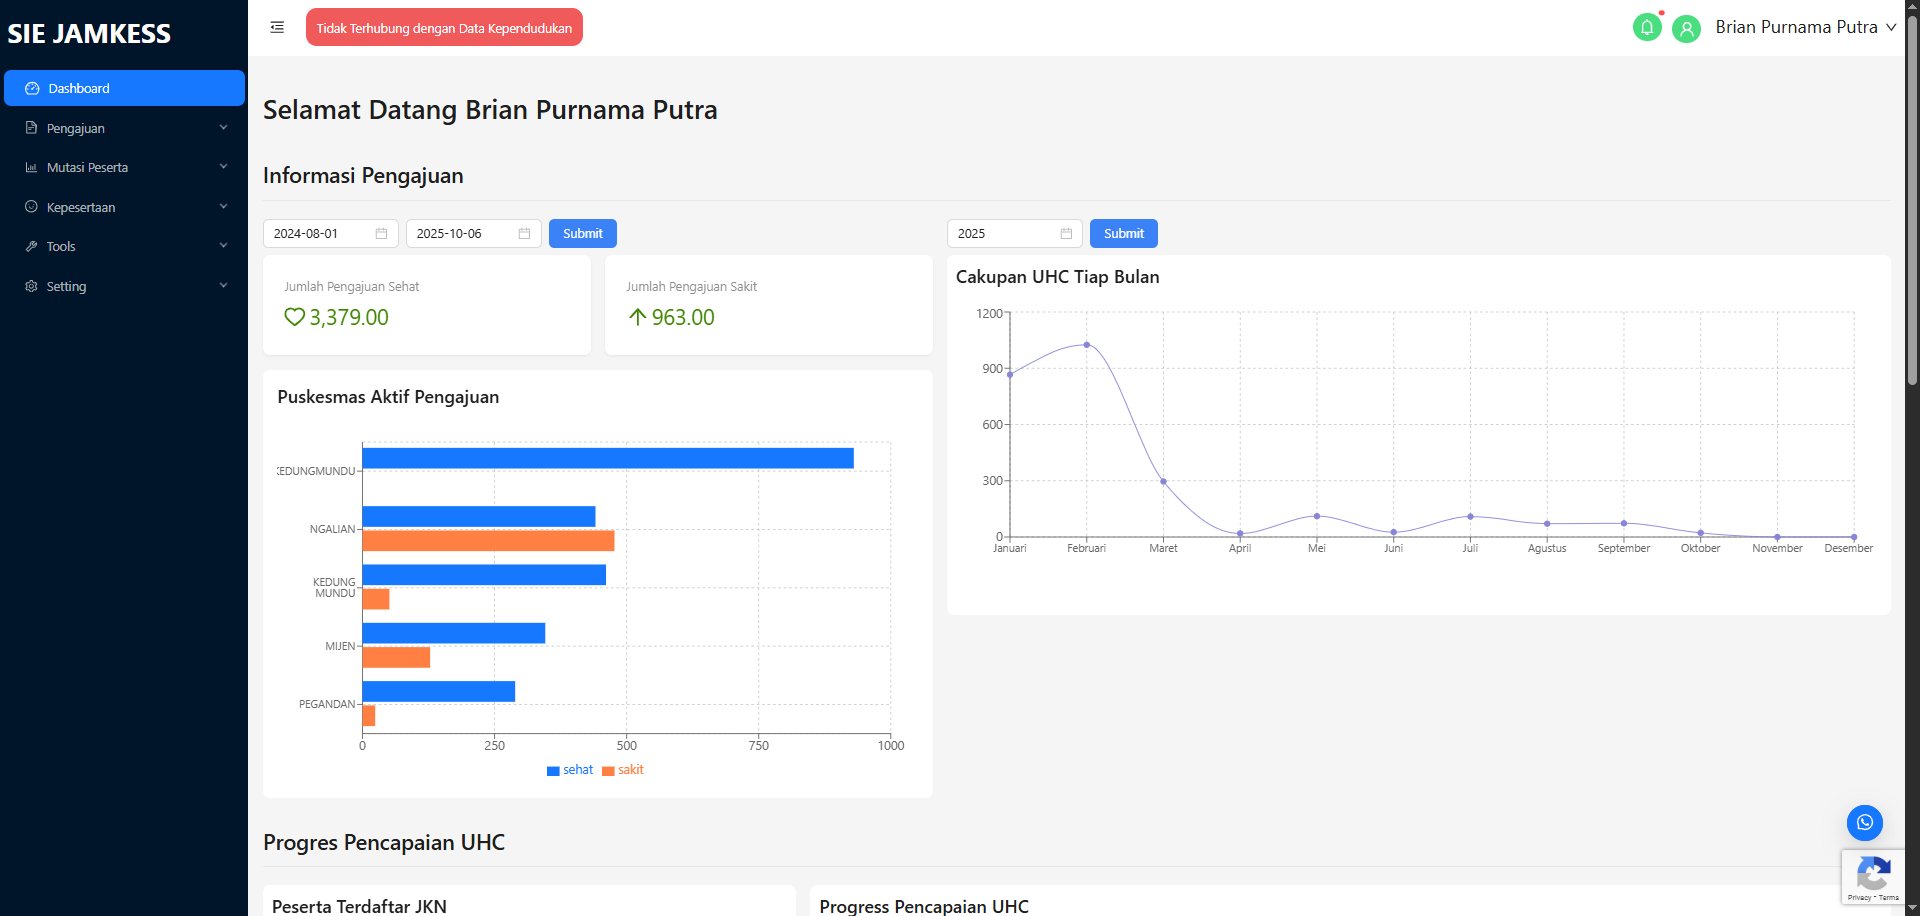 SIE JAMKESS
Tidak Terhubung dengan Data Kependudukan
Brian Purnama Putra
Dashboard
Pengajuan
Mutasi Peserta
Kepesertaan
Tools
Setting
Selamat Datang Brian Purnama Putra
Informasi Pengajuan
2024-08-01
2025-10-06
Submit
2025
Submit
Jumlah Pengajuan Sehat
3,379.00
Jumlah Pengajuan Sakit
963.00
Puskesmas Aktif Pengajuan
EDUNGMUNDU
NGALIAN
KEDUNG
MUNDU
MIJEN
PEGANDAN
0 250 500 750 1000
sehat sakit
Cakupan UHC Tiap Bulan
1200
900
600
300
0
Januari Februari Maret April Mei Juni Juli Agustus September Oktober November Desember
Progres Pencapaian UHC
Peserta Terdaftar JKN
Progress Pencapaian UHC
Privacy - Terms